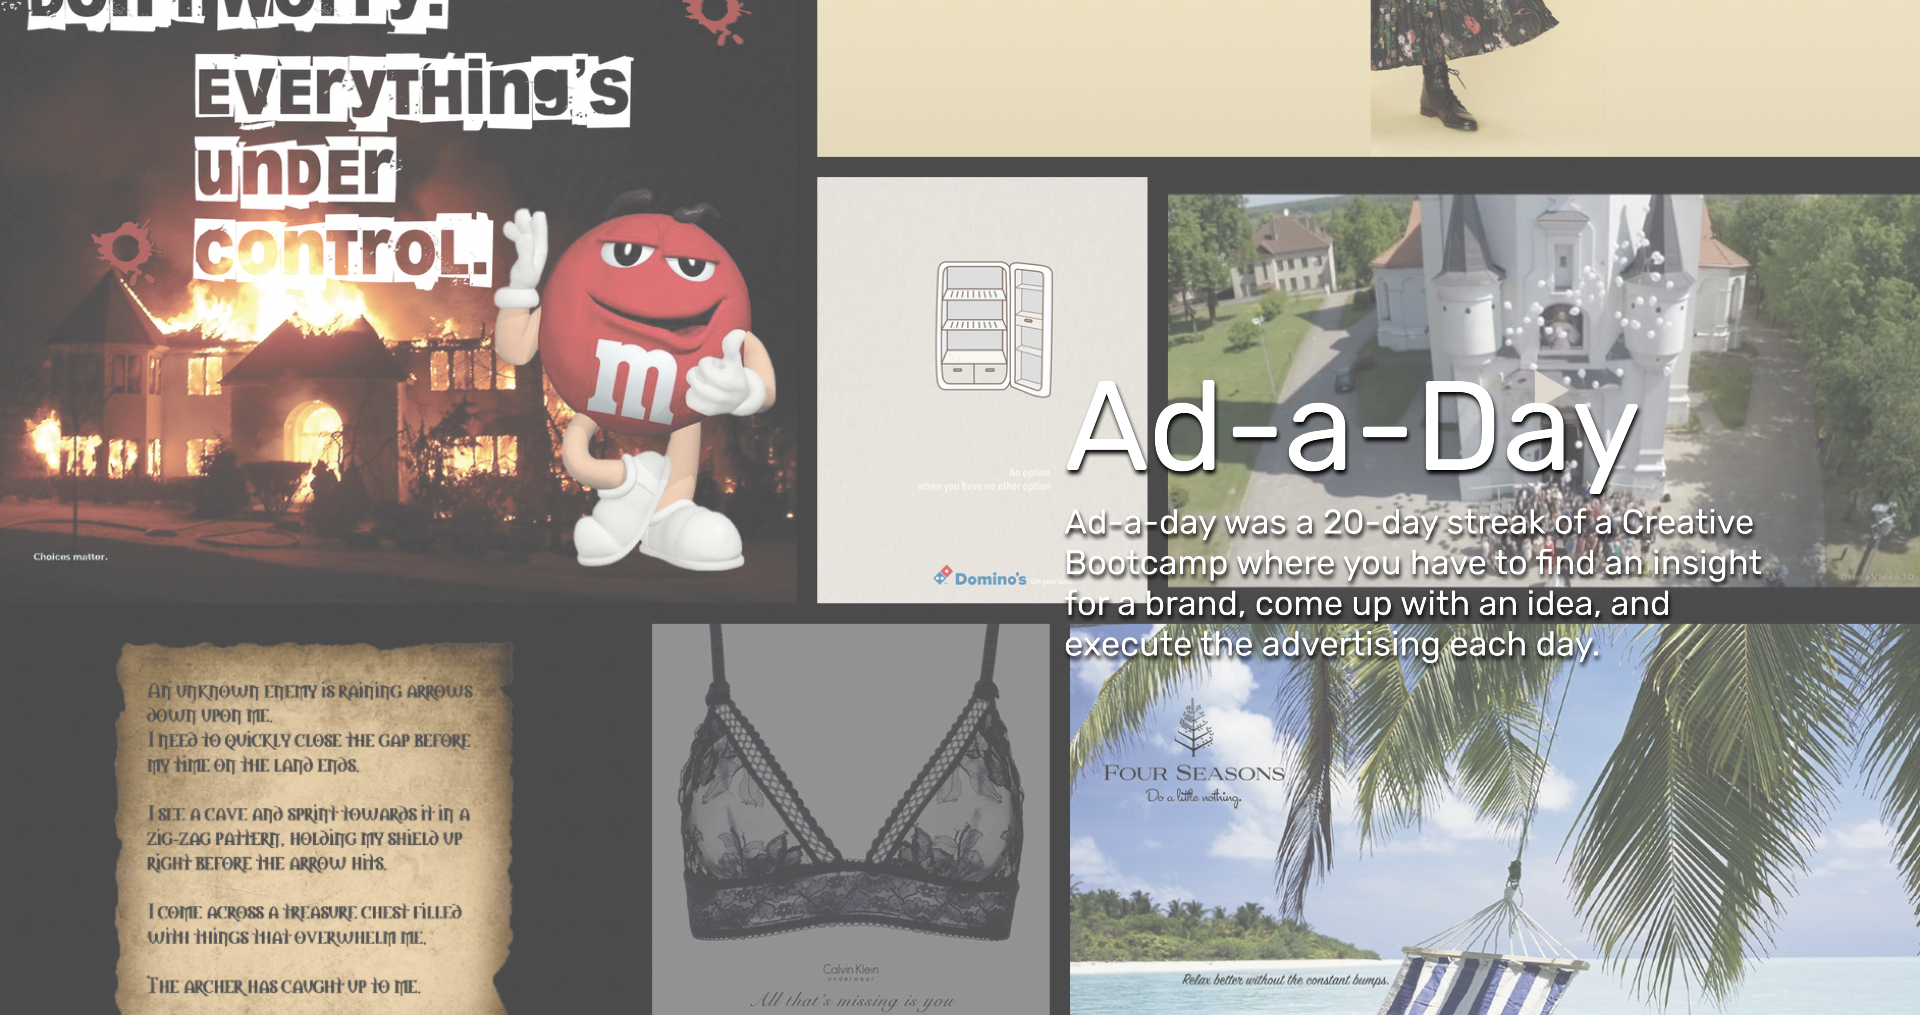 DON'T WORRY.
EVERYTHING'S
UNDER
CONTROL.
m
Choices matter.
An option
when you have no other option
Domino's
Ad-a-Day
Ad-a-day was a 20-day streak of a Creative
Bootcamp where you have to find an insight
for a brand, come up with an idea, and
execute the advertising each day.
AN UNKNOWN ENEMY IS RAINING ARROWS
DOWN UPON ME.
I NEED TO QUICKLY CLOSE THE GAP BEFORE
MY TIME ON THE LAND ENDS.
I SEE A CAVE AND SPRINT TOWARDS IT IN A
ZIG-ZAG PATTERN, HOLDING MY SHIELD UP
RIGHT BEFORE THE ARROW HITS.
I COME ACROSS A TREASURE CHEST FILLED
WITH THINGS THAT OVERWHELM ME.
THE ARCHER HAS CAUGHT UP TO ME.
Calvin Klein
underwear
All that's missing is you
FOUR SEASONS
Do a little nothing.
Relax better without the constant bumps.